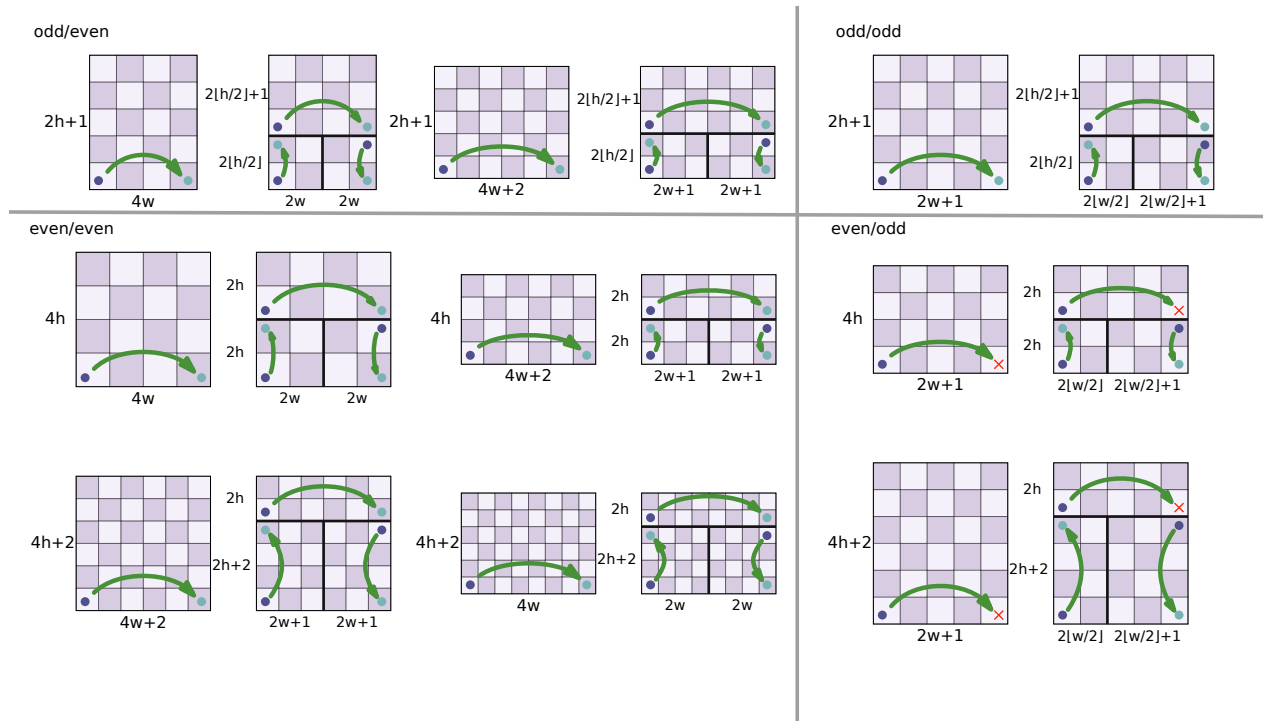 odd/even
2h+1
4w
2⌊h/2⌋+1
2⌊h/2⌋
2w 2w
2h+1
4w+2
2⌊h/2⌋+1
2⌊h/2⌋
2w+1 2w+1
odd/odd
2h+1
2w+1
2⌊h/2⌋+1
2⌊h/2⌋
2⌊w/2⌋ 2⌊w/2⌋+1
even/even
4h
4w
2h
2h
2w 2w
4h
4w+2
2h
2h
2w+1 2w+1
4h+2
4w+2
2h
2h+2
2w+1 2w+1
4h+2
4w
2h
2h+2
2w 2w
even/odd
4h
2w+1
2h
2h
2⌊w/2⌋ 2⌊w/2⌋+1
4h+2
2w+1
2h
2h+2
2⌊w/2⌋ 2⌊w/2⌋+1